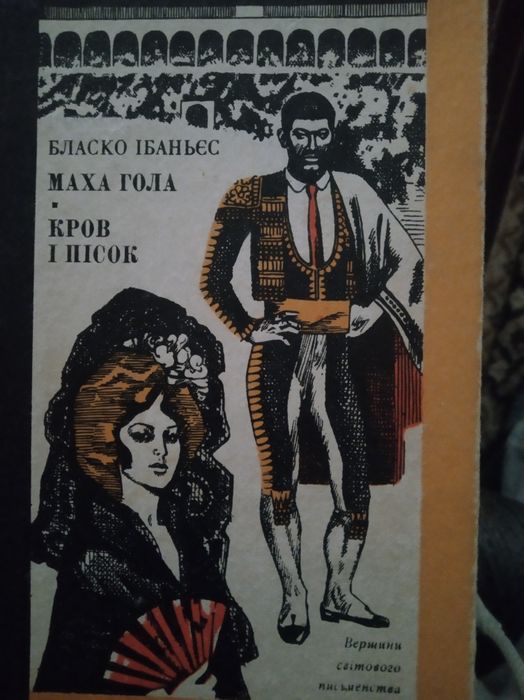 БЛАСКО ІБАНЬЄС
МАХА ГОЛА
·
КРОВ
І ПІСОК
Вершини
світового
письменства